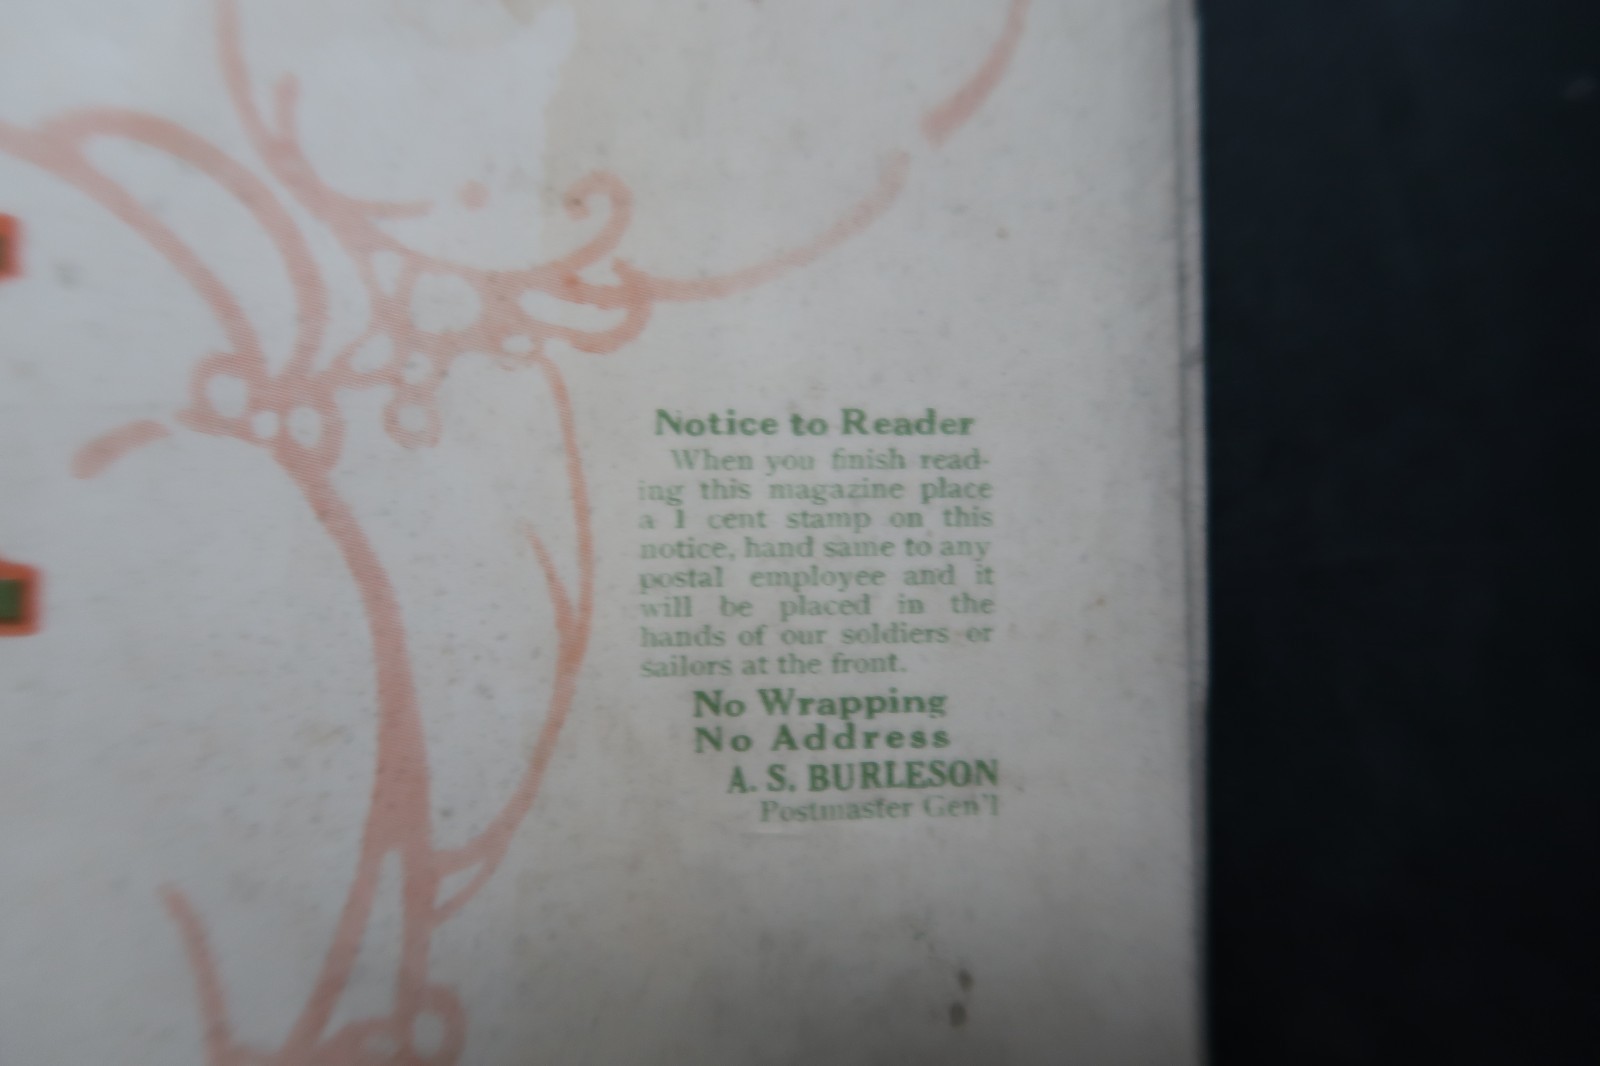 Notice to Reader
When you finish read-
ing this magazine place
a 1 cent stamp on this
notice, hand same to any
postal employee and it
will be placed in the
hands of our soldiers or
sailors at the front.
No Wrapping
No Address
A. S. BURLESON
Postmaster Gen'l